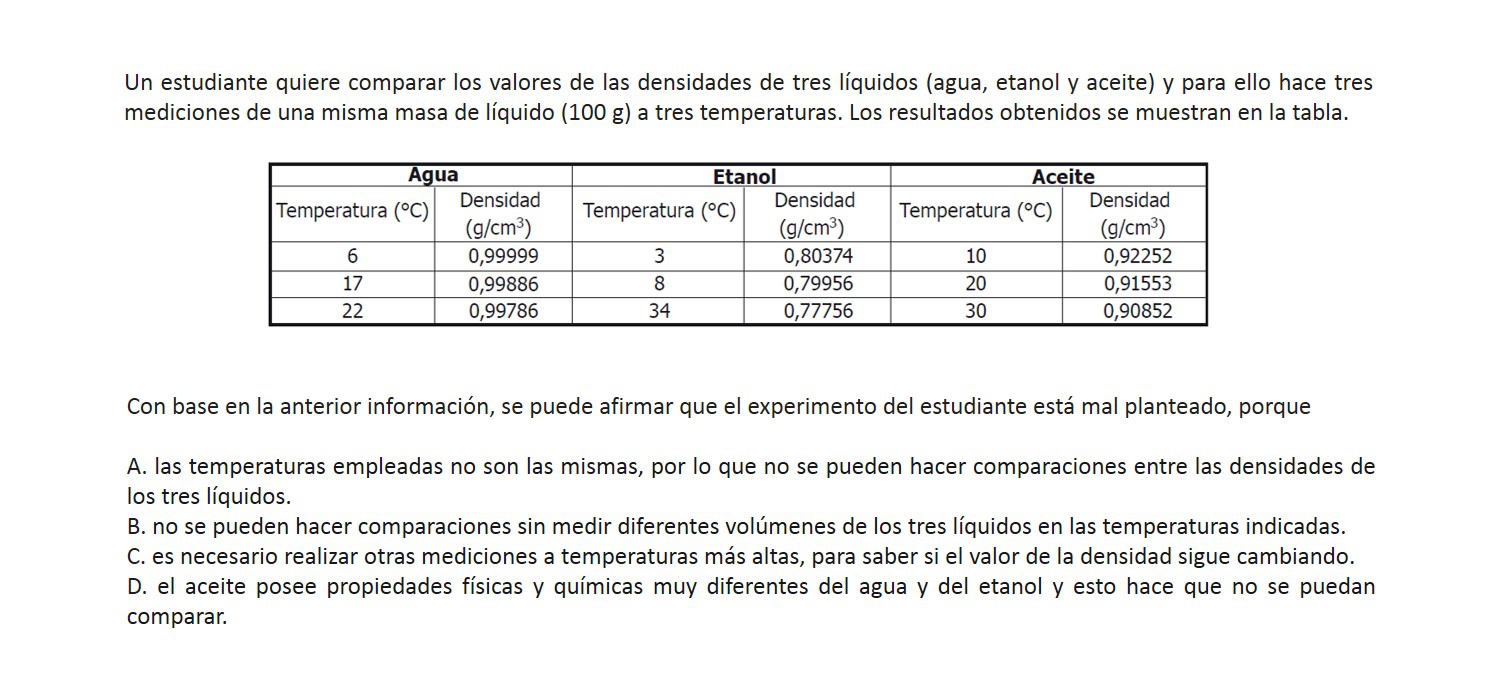 Un estudiante quiere comparar los valores de las densidades de tres líquidos (agua, etanol y aceite) y para ello hace tres
mediciones de una misma masa de líquido (100 g) a tres temperaturas. Los resultados obtenidos se muestran en la tabla.
Agua Etanol Aceite
Temperatura (°C) Densidad (g/cm³) Temperatura (°C) Densidad (g/cm³) Temperatura (°C) Densidad (g/cm³)
6 0,99999 3 0,80374 10 0,92252
17 0,99886 8 0,79956 20 0,91553
22 0,99786 34 0,77756 30 0,90852
Con base en la anterior información, se puede afirmar que el experimento del estudiante está mal planteado, porque
A. las temperaturas empleadas no son las mismas, por lo que no se pueden hacer comparaciones entre las densidades de
los tres líquidos.
B. no se pueden hacer comparaciones sin medir diferentes volúmenes de los tres líquidos en las temperaturas indicadas.
C. es necesario realizar otras mediciones a temperaturas más altas, para saber si el valor de la densidad sigue cambiando.
D. el aceite posee propiedades físicas y químicas muy diferentes del agua y del etanol y esto hace que no se puedan
comparar.